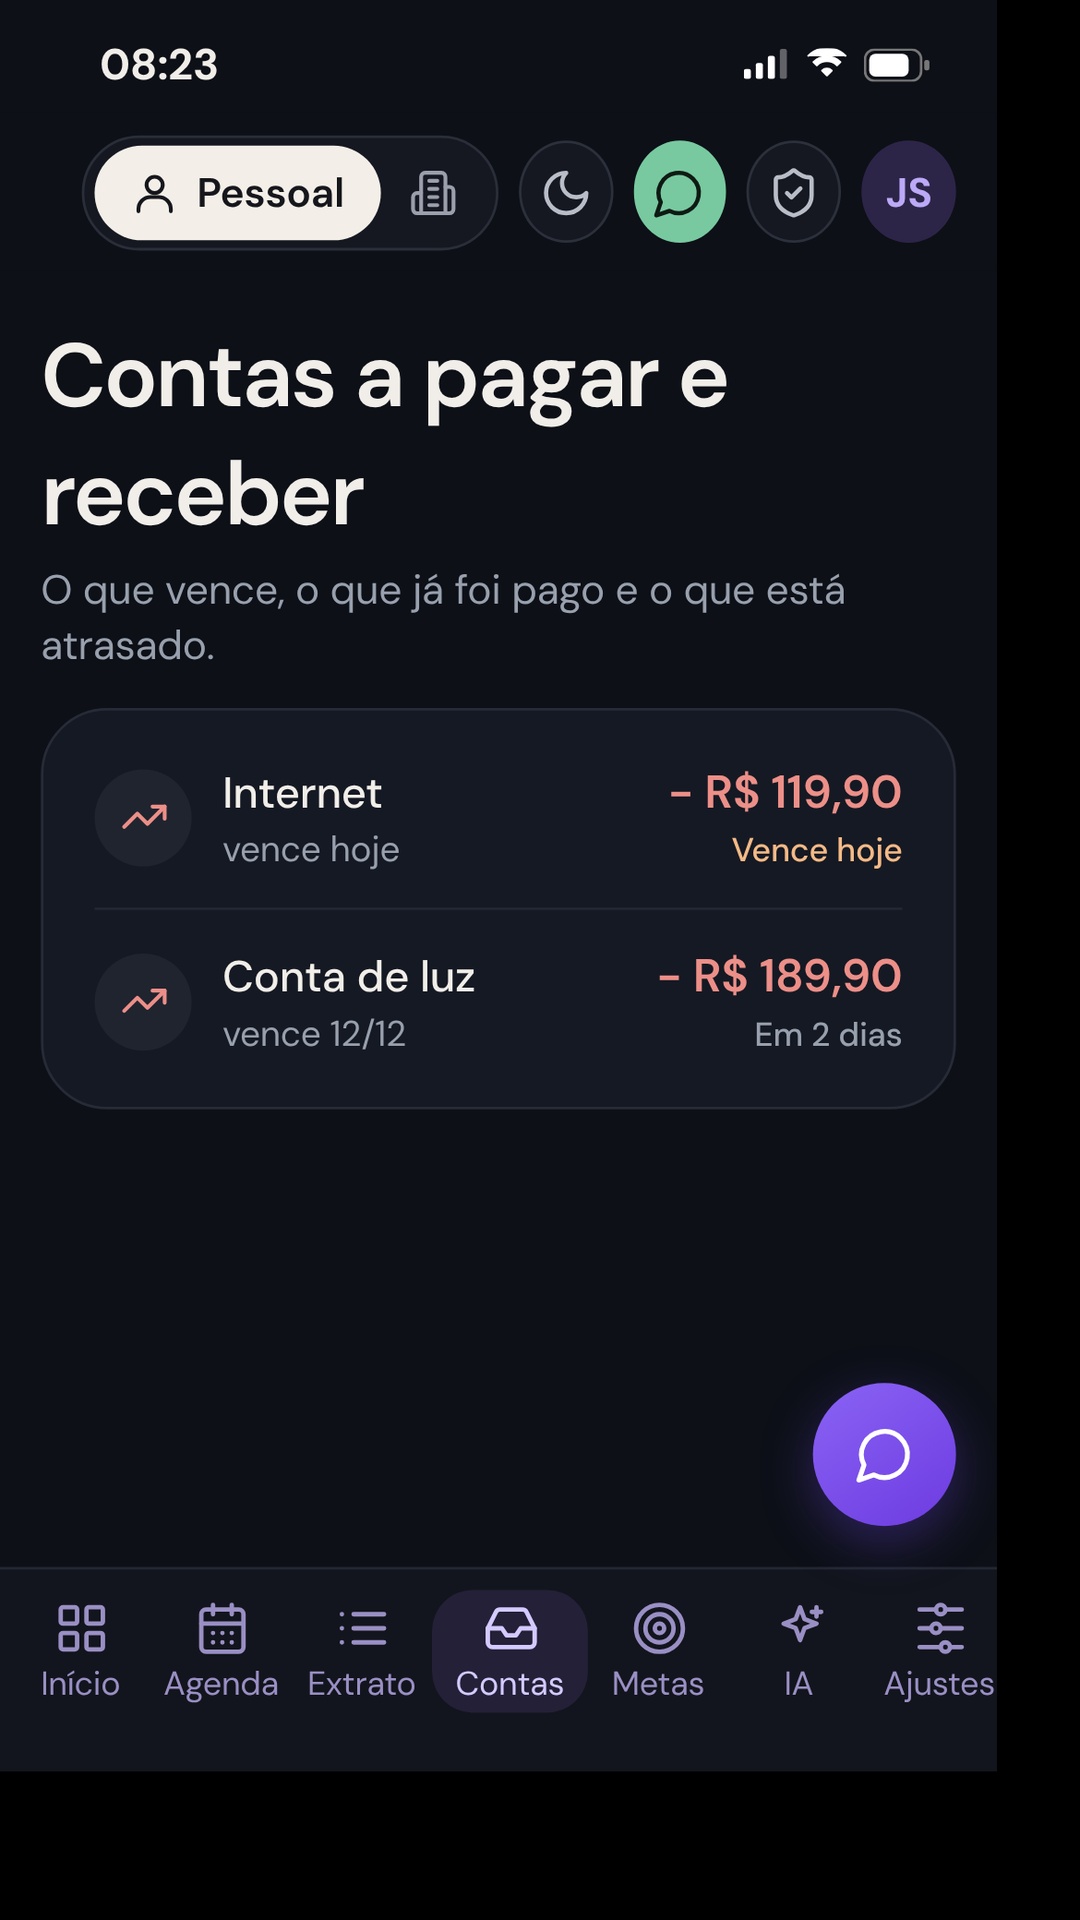 08:23
Pessoal
JS
Contas a pagar e
receber
O que vence, o que já foi pago e o que está
atrasado.
Internet
– R$ 119,90
vence hoje
Vence hoje
Conta de luz
– R$ 189,90
vence 12/12
Em 2 dias
Início
Agenda
Extrato
Contas
Metas
IA
Ajustes